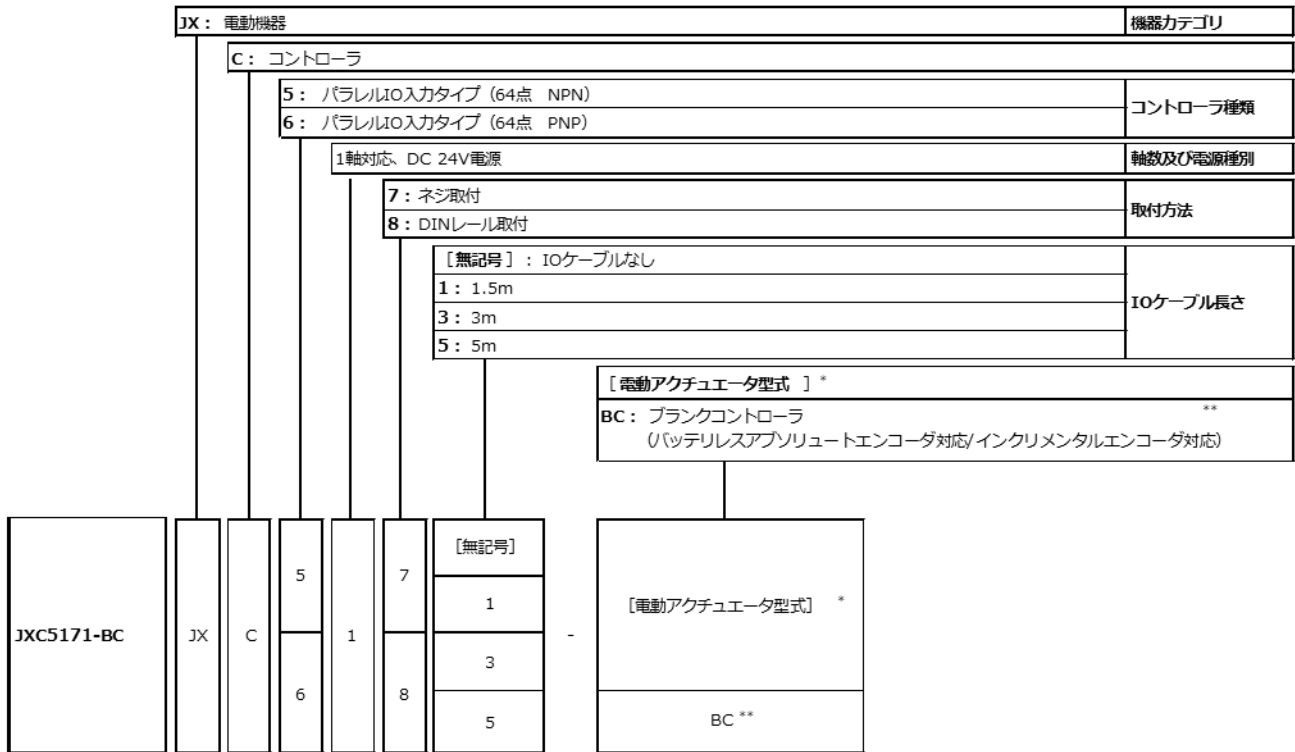 JX： 電動機器 機器カテゴリ
C： コントローラ
5： パラレルIO入力タイプ（64点 NPN）
6： パラレルIO入力タイプ（64点 PNP）
コントローラ種類
1軸対応、DC 24V電源 軸数及び電源種別
7：ネジ取付
8：DINレール取付
取付方法
［無記号］：IOケーブルなし
1：1.5m
3：3m
5：5m
IOケーブル長さ
［電動アクチュエータ型式 ］*
BC： ブランクコントローラ **
（バッテリレスアブソリュートエンコーダ対応/インクリメンタルエンコーダ対応）
JXC5171-BC
JX
C
5
6
1
7
8
［無記号］
1
3
5
-
［電動アクチュエータ型式］ *
BC **